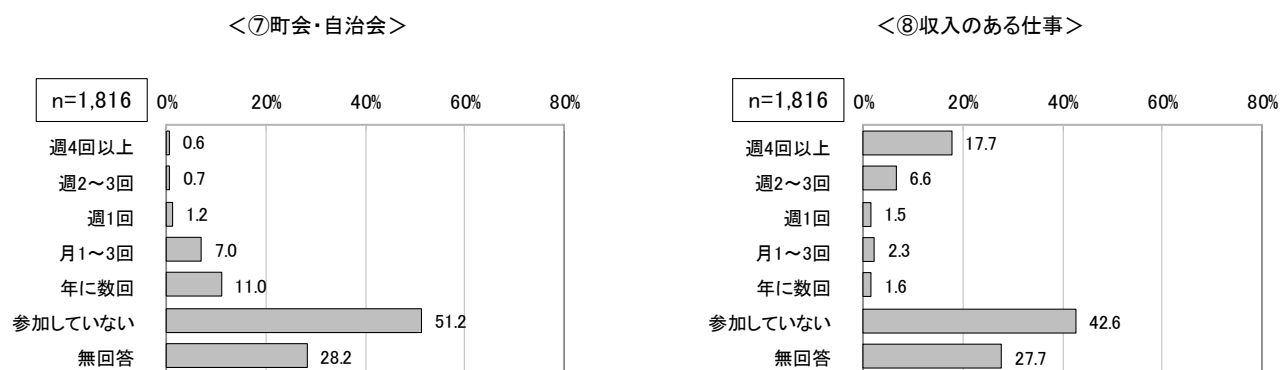 ＜⑦町会・自治会＞
n=1,816
0% 20% 40% 60% 80%
週4回以上 0.6
週2～3回 0.7
週1回 1.2
月1～3回 7.0
年に数回 11.0
参加していない 51.2
無回答 28.2
＜⑧収入のある仕事＞
n=1,816
0% 20% 40% 60% 80%
週4回以上 17.7
週2～3回 6.6
週1回 1.5
月1～3回 2.3
年に数回 1.6
参加していない 42.6
無回答 27.7